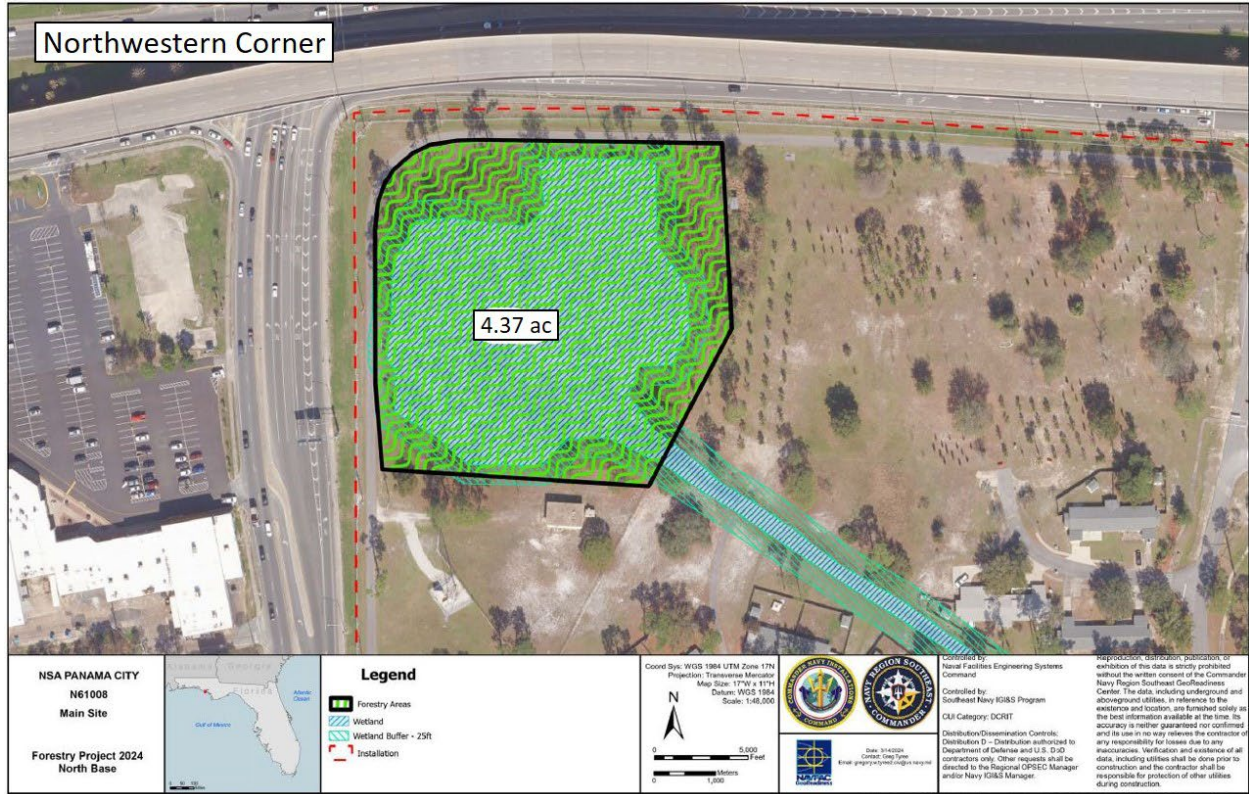 Northwestern Corner
4.37 ac
NSA PANAMA CITY
N61008
Main Site
Forestry Project 2024
North Base
Alabama
Georgia
Florida
Atlantic
Ocean
Gulf of Mexico
Legend
Forestry Areas
Wetland
Wetland Buffer - 25ft
Installation
Coord Sys: WGS 1984 UTM Zone 17N
Projection: Transverse Mercator
Map Size: 17"W x 11"H
Datum: WGS 1984
Scale: 1:48,000
N
0 5,000
Feet
Meters
0 1,000
COMMANDER NAVY INSTALLATIONS
COMMAND
NAVY REGION SOUTHEAST
COMMANDER
NAVFAC
GeoReadiness
Date: 3/14/2024
Contact: Greg Tyree
Controlled by:
Naval Facilities Engineering Systems
Command
Controlled by:
Southeast Navy IGI&S Program
CUI Category: DCRIT
Distribution/Dissemination Controls:
Distribution D – Distribution authorized to
Department of Defense and U.S. DoD
contractors only. Other requests shall be
directed to the Regional OPSEC Manager
and/or Navy IGI&S Manager.
Reproduction, distribution, publication, or
exhibition of this data is strictly prohibited
without the written consent of the Commander
Navy Region Southeast GeoReadiness
Center. The data, including underground and
aboveground utilities, in reference to the
existence and location, are furnished solely as
the best information available at the time. Its
accuracy is neither guaranteed nor confirmed
and its use in no way relieves the contractor of
any responsibility for losses due to any
inaccuracies. Verification and existence of all
data, including utilities shall be done prior to
construction and the contractor shall be
responsible for protection of other utilities
during construction.